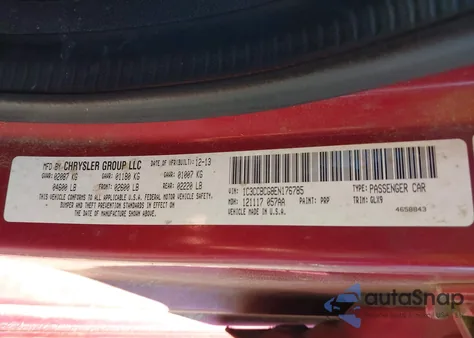 MFD BY CHRYSLER GROUP LLC DATE OF MFR(BUILT): 12-13
GVWR: 02087 KG GAWR: 01180 KG GAWR: 01007 KG
04600 LB FRONT: 02600 LB REAR: 02220 LB
THIS VEHICLE CONFORMS TO ALL APPLICABLE U.S.A. FEDERAL MOTOR VEHICLE SAFETY,
BUMPER AND THEFT PREVENTION STANDARDS IN EFFECT ON
THE DATE OF MANUFACTURE SHOWN ABOVE.
VIN: 1C3CCBCG8EN176785 TYPE: PASSENGER CAR
MDH: 121117 057AA PAINT: PRP TRIM: GLX9
MADE IN U.S.A. 4658843
autoSnap